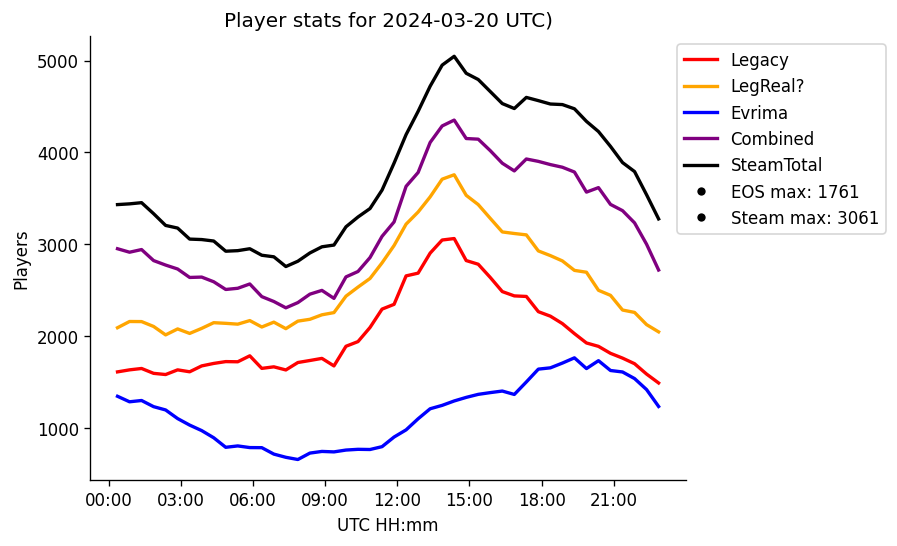 Player stats for 2024-03-20 UTC)
Players
5000
4000
3000
2000
1000
00:00 03:00 06:00 09:00 12:00 15:00 18:00 21:00
UTC HH:mm
Legacy
LegReal?
Evrima
Combined
SteamTotal
EOS max: 1761
Steam max: 3061